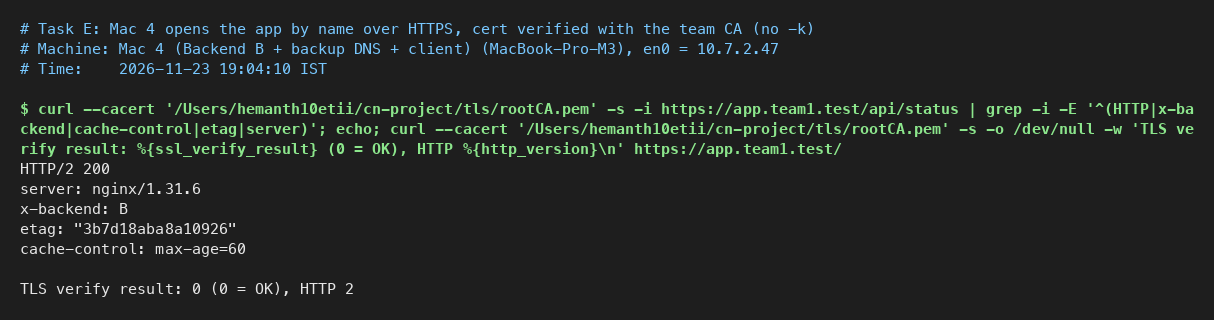 # Task E: Mac 4 opens the app by name over HTTPS, cert verified with the team CA (no -k)
# Machine: Mac 4 (Backend B + backup DNS + client) (MacBook-Pro-M3), en0 = 10.7.2.47
# Time:    2026-11-23 19:04:10 IST

$ curl --cacert '/Users/hemanth10etii/cn-project/tls/rootCA.pem' -s -i https://app.team1.test/api/status | grep -i -E '^(HTTP|x-ba
ckend|cache-control|etag|server)'; echo; curl --cacert '/Users/hemanth10etii/cn-project/tls/rootCA.pem' -s -o /dev/null -w 'TLS ve
rify result: %{ssl_verify_result} (0 = OK), HTTP %{http_version}\n' https://app.team1.test/
HTTP/2 200
server: nginx/1.31.6
x-backend: B
etag: "3b7d18aba8a10926"
cache-control: max-age=60

TLS verify result: 0 (0 = OK), HTTP 2